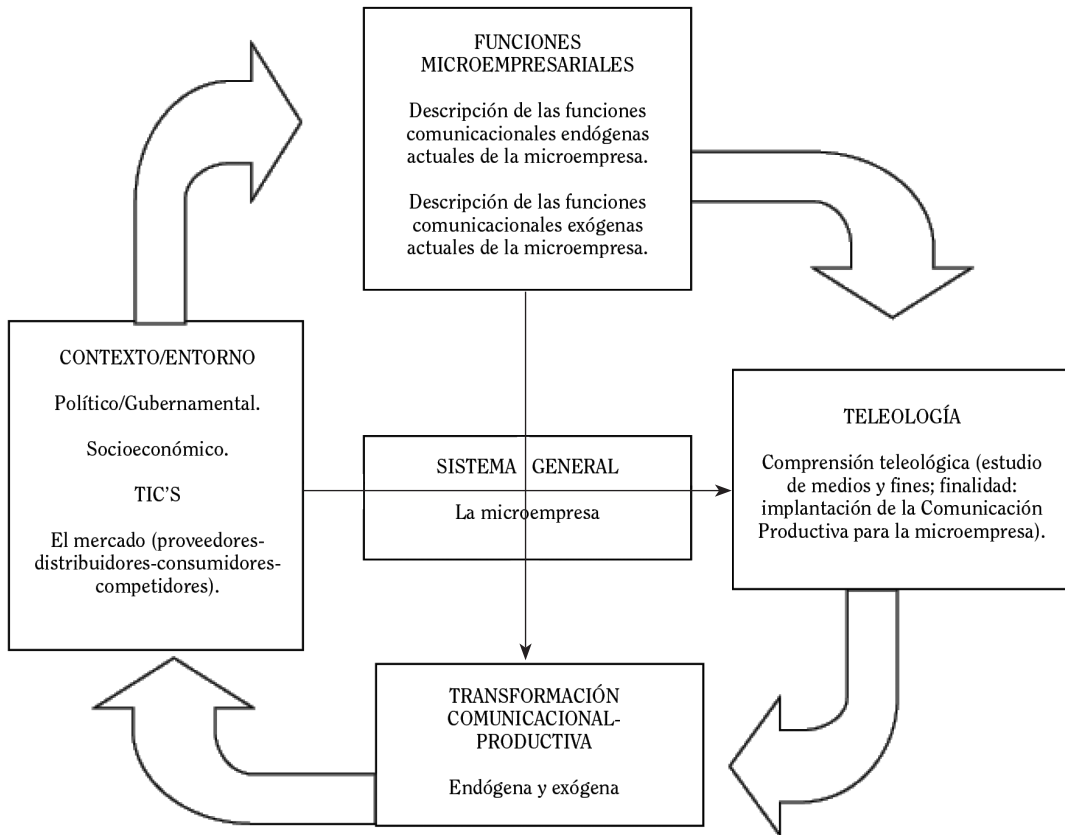 FUNCIONES
MICROEMPRESARIALES
Descripción de las funciones
comunicacionales endógenas
actuales de la microempresa.
Descripción de las funciones
comunicacionales exógenas
actuales de la microempresa.
CONTEXTO/ENTORNO
Político/Gubernamental.
Socioeconómico.
TIC’S
El mercado (proveedores-
distribuidores-consumidores-
competidores).
SISTEMA GENERAL
La microempresa
TELEOLOGÍA
Comprensión teleológica (estudio
de medios y fines; finalidad:
implantación de la Comunicación
Productiva para la microempresa).
TRANSFORMACIÓN
COMUNICACIONAL-
PRODUCTIVA
Endógena y exógena